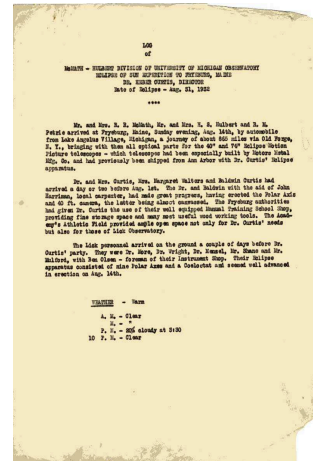 LOG
of
McMATH - HULBERT DIVISION OF UNIVERSITY OF MICHIGAN OBSERVATORY
ECLIPSE OF SUN EXPEDITION TO FRYEBURG, MAINE
DR. HEBER CURTIS, DIRECTOR
Date of Eclipse - Aug. 31, 1932
****
Mr. and Mrs. R. R. McMath, Mr. and Mrs. H. S. Hulbert and R. M.
Petrie arrived at Fryeburg, Maine, Sunday evening, Aug. 14th, by automobile
from Lake Angelus Village, Michigan, a journey of about 865 miles via Old Forge,
N. Y., bringing with them all optical parts for the 40" and 74" Eclipse Motion
Picture telescopes - which telescopes had been especially built by Motors Metal
Mfg. Co. and had previously been shipped from Ann Arbor with Dr. Curtis' Eclipse
apparatus.
Dr. and Mrs. Curtis, Mrs. Margaret Walters and Baldwin Curtis had
arrived a day or two before Aug. 1st. The Dr. and Baldwin with the aid of John
Harriman, local carpenter, had made great progress, having erected the Polar Axis
and 40 ft. camera, the latter being almost canvassed. The Fryeburg authorities
had given Dr. Curtis the use of their well equipped Manual Training School Shop,
providing fine storage space and many most useful wood working tools. The Acad-
emy's Athletic Field provided ample open space not only for Dr. Curtis' needs
but also for those of Lick Observatory.
The Lick personnel arrived on the ground a couple of days before Dr.
Curtis' party. They were Dr. Moore, Dr. Wright, Dr. Menzel, Mr. Shane and Mr.
Mulford, with Ben Olsen - foreman of their Instrument Shop. Their Eclipse
apparatus consisted of nine Polar Axes and a Coelostat and seemed well advanced
in erection on Aug. 14th.
WEATHER - Warm
A. M. - Clear
M. - "
P. M. - 20% cloudy at 5:30
10 P. M. - Clear